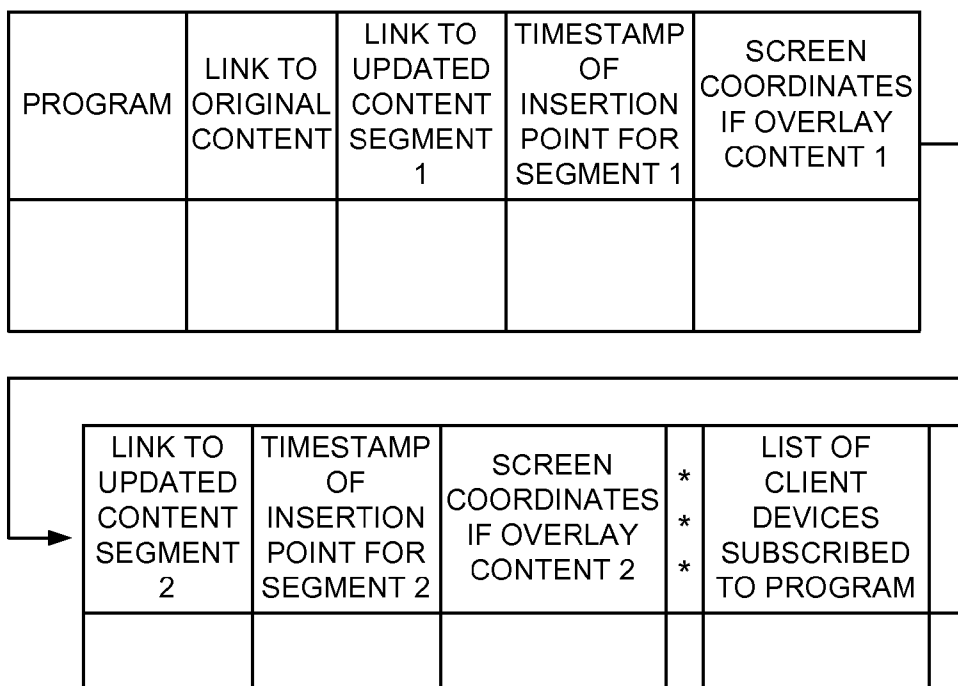 PROGRAM
LINK TO
ORIGINAL
CONTENT
LINK TO
UPDATED
CONTENT
SEGMENT
1
TIMESTAMP
OF
INSERTION
POINT FOR
SEGMENT 1
SCREEN
COORDINATES
IF OVERLAY
CONTENT 1
LINK TO
UPDATED
CONTENT
SEGMENT
2
TIMESTAMP
OF
INSERTION
POINT FOR
SEGMENT 2
SCREEN
COORDINATES
IF OVERLAY
CONTENT 2
*
*
*
LIST OF
CLIENT
DEVICES
SUBSCRIBED
TO PROGRAM